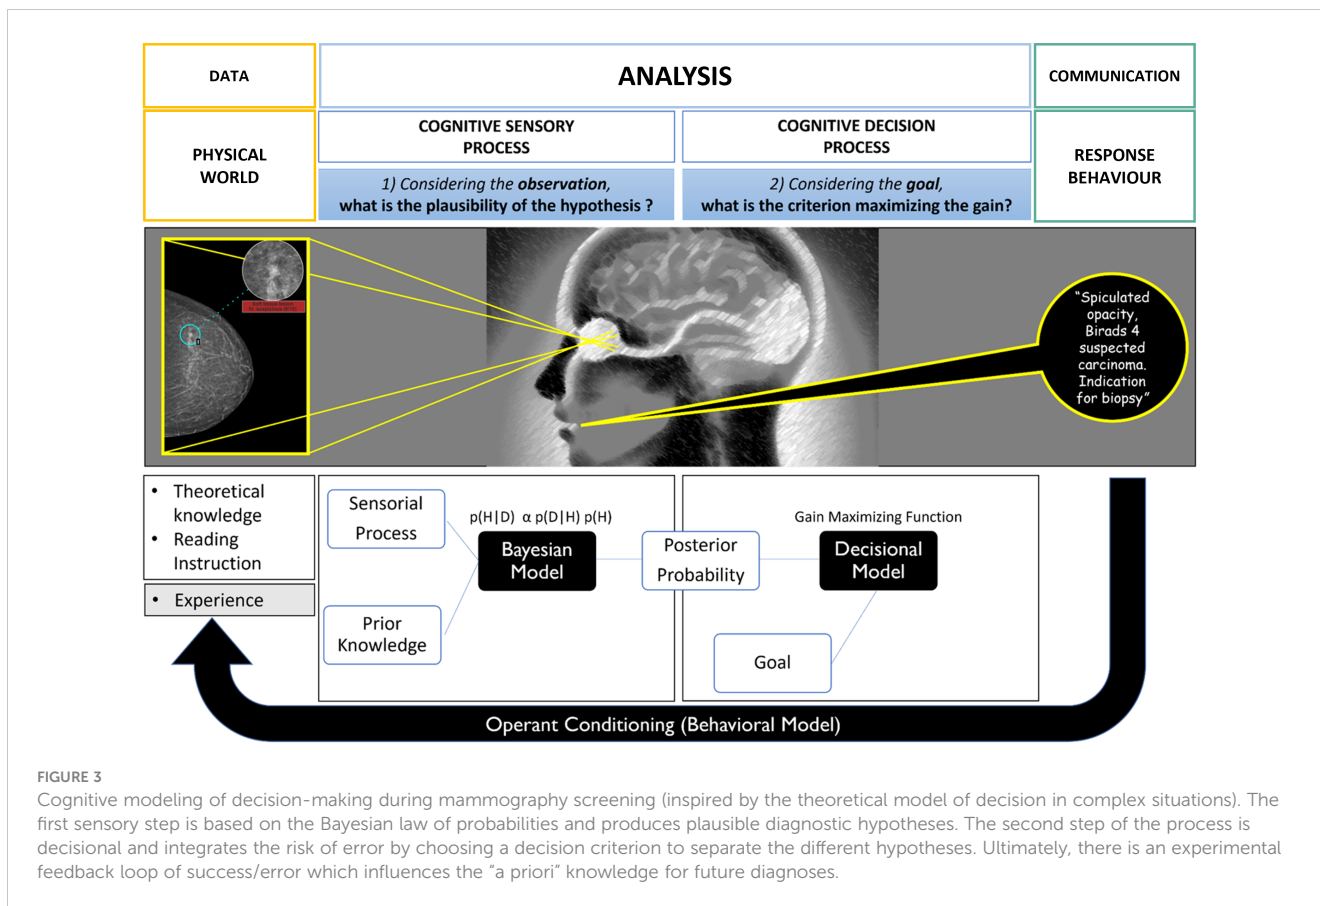 DATA
ANALYSIS
COMMUNICATION
PHYSICAL
WORLD
COGNITIVE SENSORY
PROCESS
COGNITIVE DECISION
PROCESS
RESPONSE
BEHAVIOUR
1) Considering the observation,
what is the plausibility of the hypothesis ?
2) Considering the goal,
what is the criterion maximizing the gain?
“Spiculated
opacity,
Birads 4
suspected
carcinoma.
Indication
for biopsy”
• Theoretical
knowledge
• Reading
Instruction
• Experience
Sensorial
Process
p(H|D) α p(D|H) p(H)
Bayesian
Model
Prior
Knowledge
Posterior
Probability
Gain Maximizing Function
Decisional
Model
Goal
Operant Conditioning (Behavioral Model)
FIGURE 3
Cognitive modeling of decision-making during mammography screening (inspired by the theoretical model of decision in complex situations). The
first sensory step is based on the Bayesian law of probabilities and produces plausible diagnostic hypotheses. The second step of the process is
decisional and integrates the risk of error by choosing a decision criterion to separate the different hypotheses. Ultimately, there is an experimental
feedback loop of success/error which influences the “a priori” knowledge for future diagnoses.